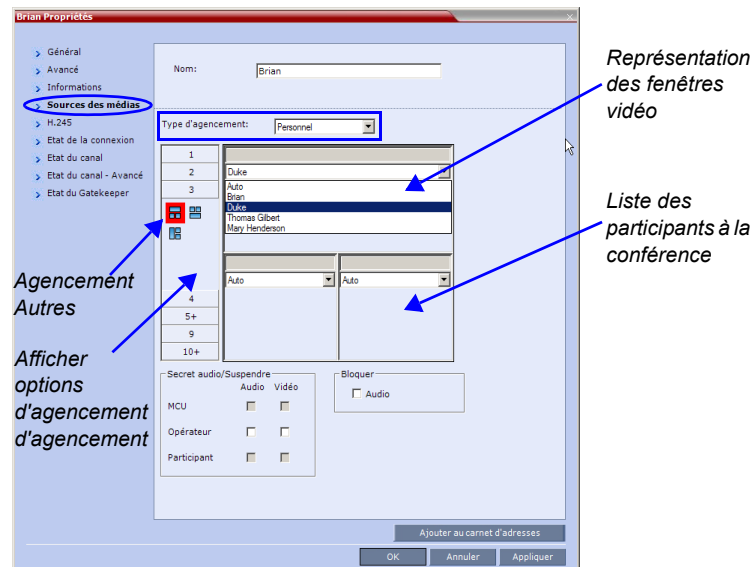 Brian Propriétés
Général
Avancé
Informations
Sources des médias
H.245
Etat de la connexion
Etat du canal
Etat du canal - Avancé
Etat du Gatekeeper
Nom:
Brian
Type d'agencement:
Personnel
1
2
3
Duke
Auto
Brian
Duke
Thomas Gilbert
Mary Henderson
Auto
Auto
4
5+
9
10+
Secret audio/Suspendre
Audio Vidéo
MCU
Opérateur
Participant
Bloquer
Audio
Ajouter au carnet d'adresses
OK
Annuler
Appliquer
Représentation
des fenêtres
vidéo
Liste des
participants à la
conférence
Agencement
Autres
Afficher
options
d'agencement
d'agencement